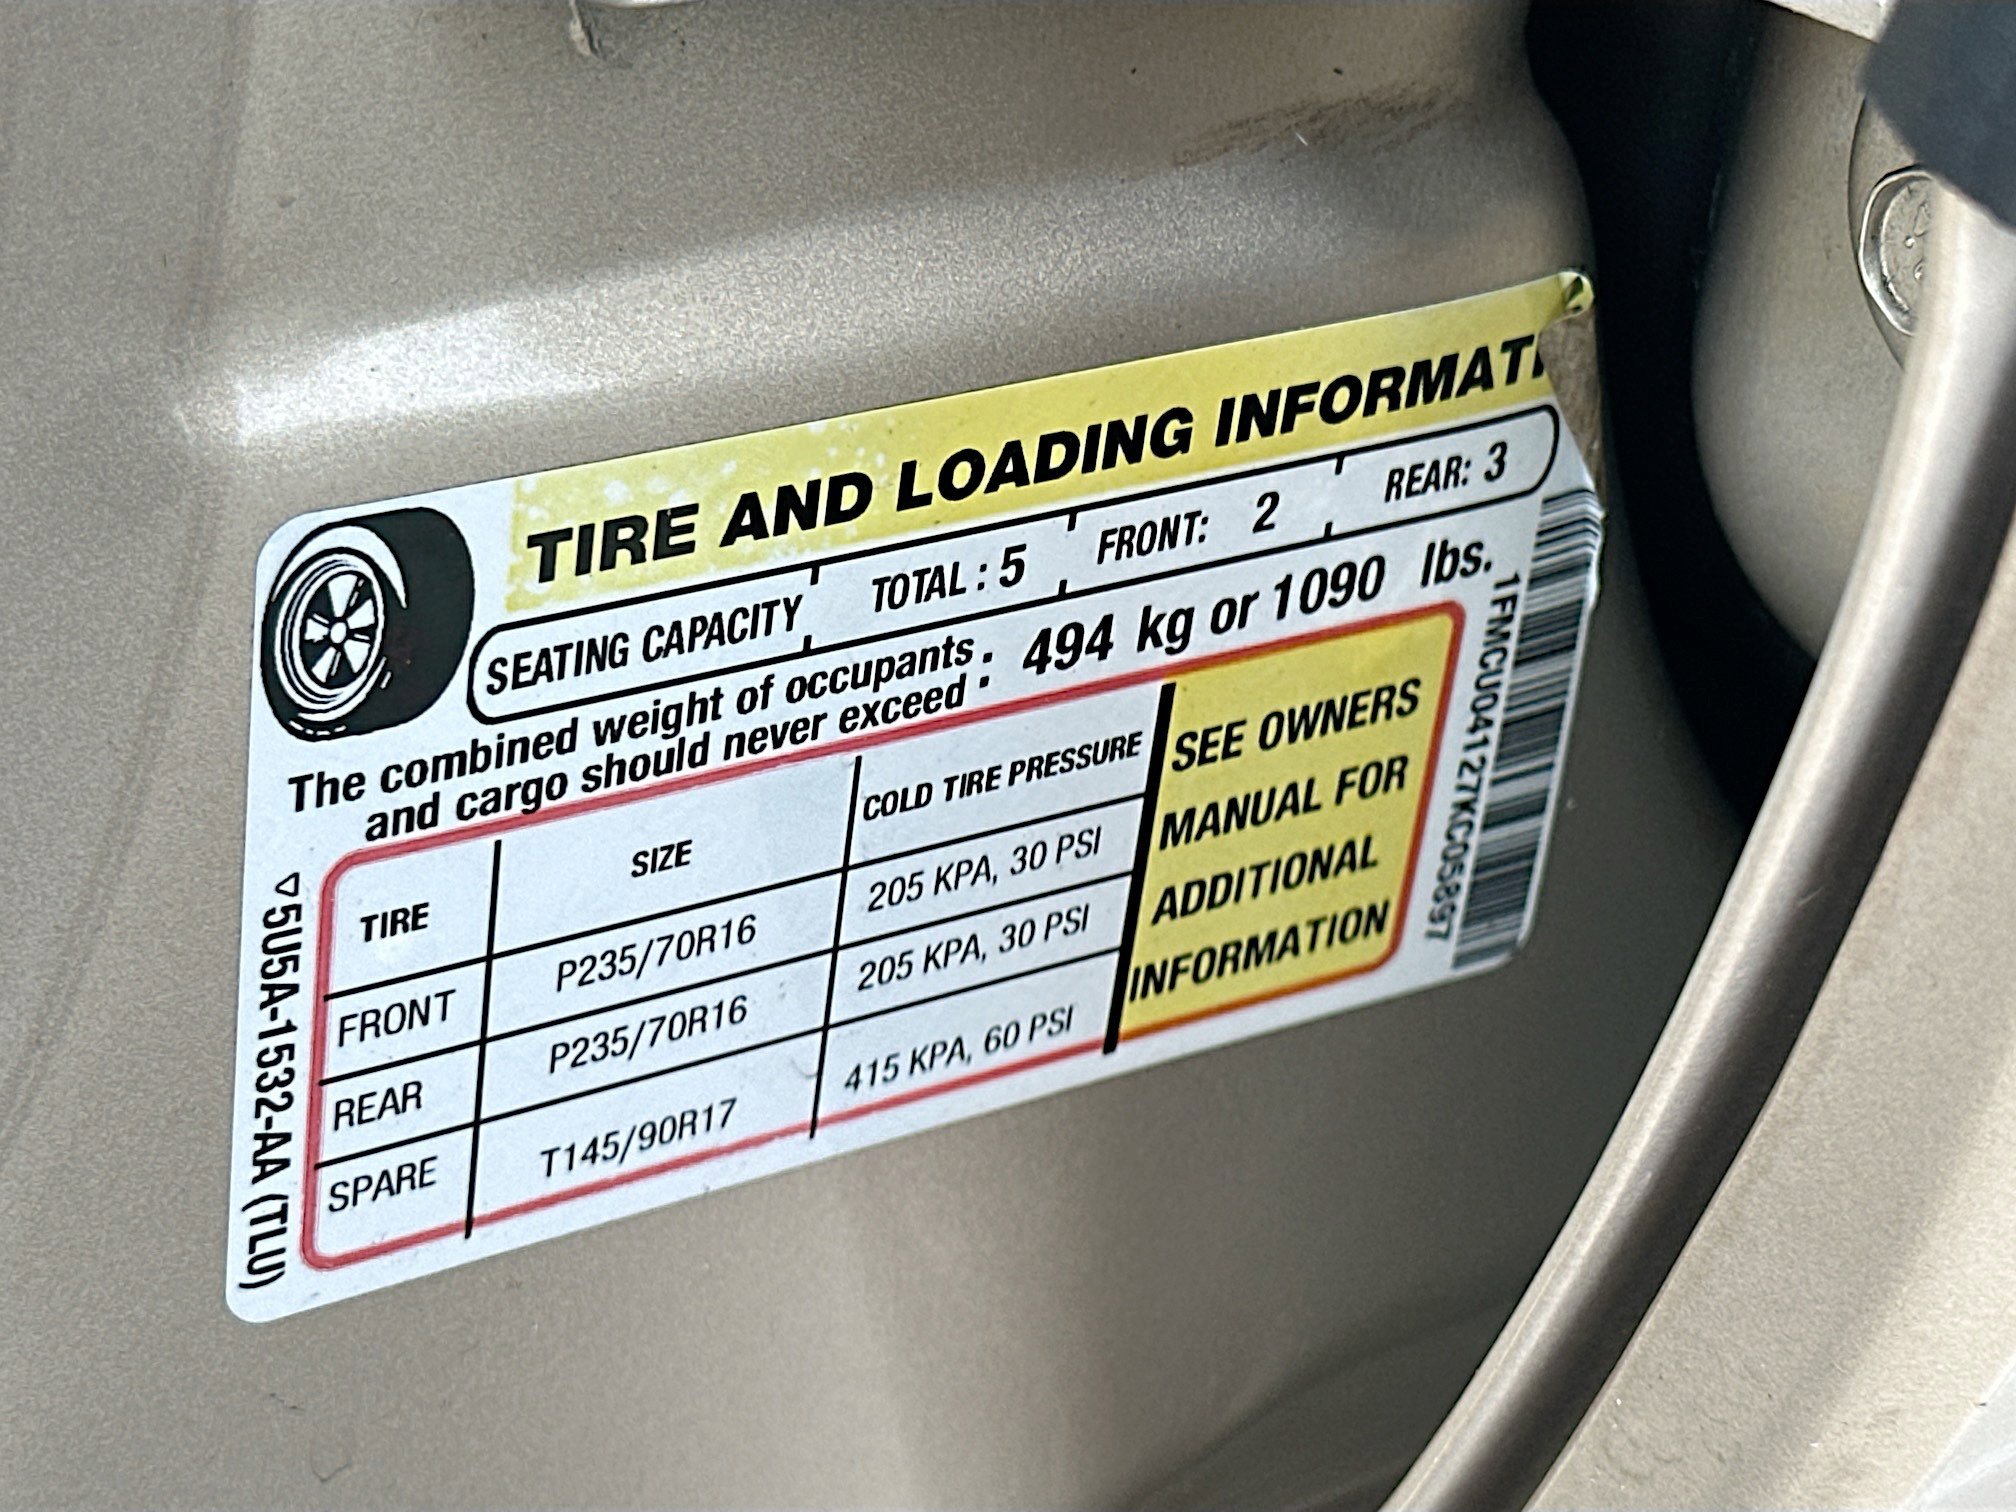 TIRE AND LOADING INFORMATI
SEATING CAPACITY TOTAL : 5 FRONT: 2 REAR: 3
The combined weight of occupants
and cargo should never exceed : 494 kg or 1090 lbs.
TIRE SIZE COLD TIRE PRESSURE
FRONT P235/70R16 205 KPA, 30 PSI
REAR P235/70R16 205 KPA, 30 PSI
SPARE T145/90R17 415 KPA, 60 PSI
SEE OWNERS
MANUAL FOR
ADDITIONAL
INFORMATION
5U5A-1532-AA (TLU)
1FMCU04127KC05897